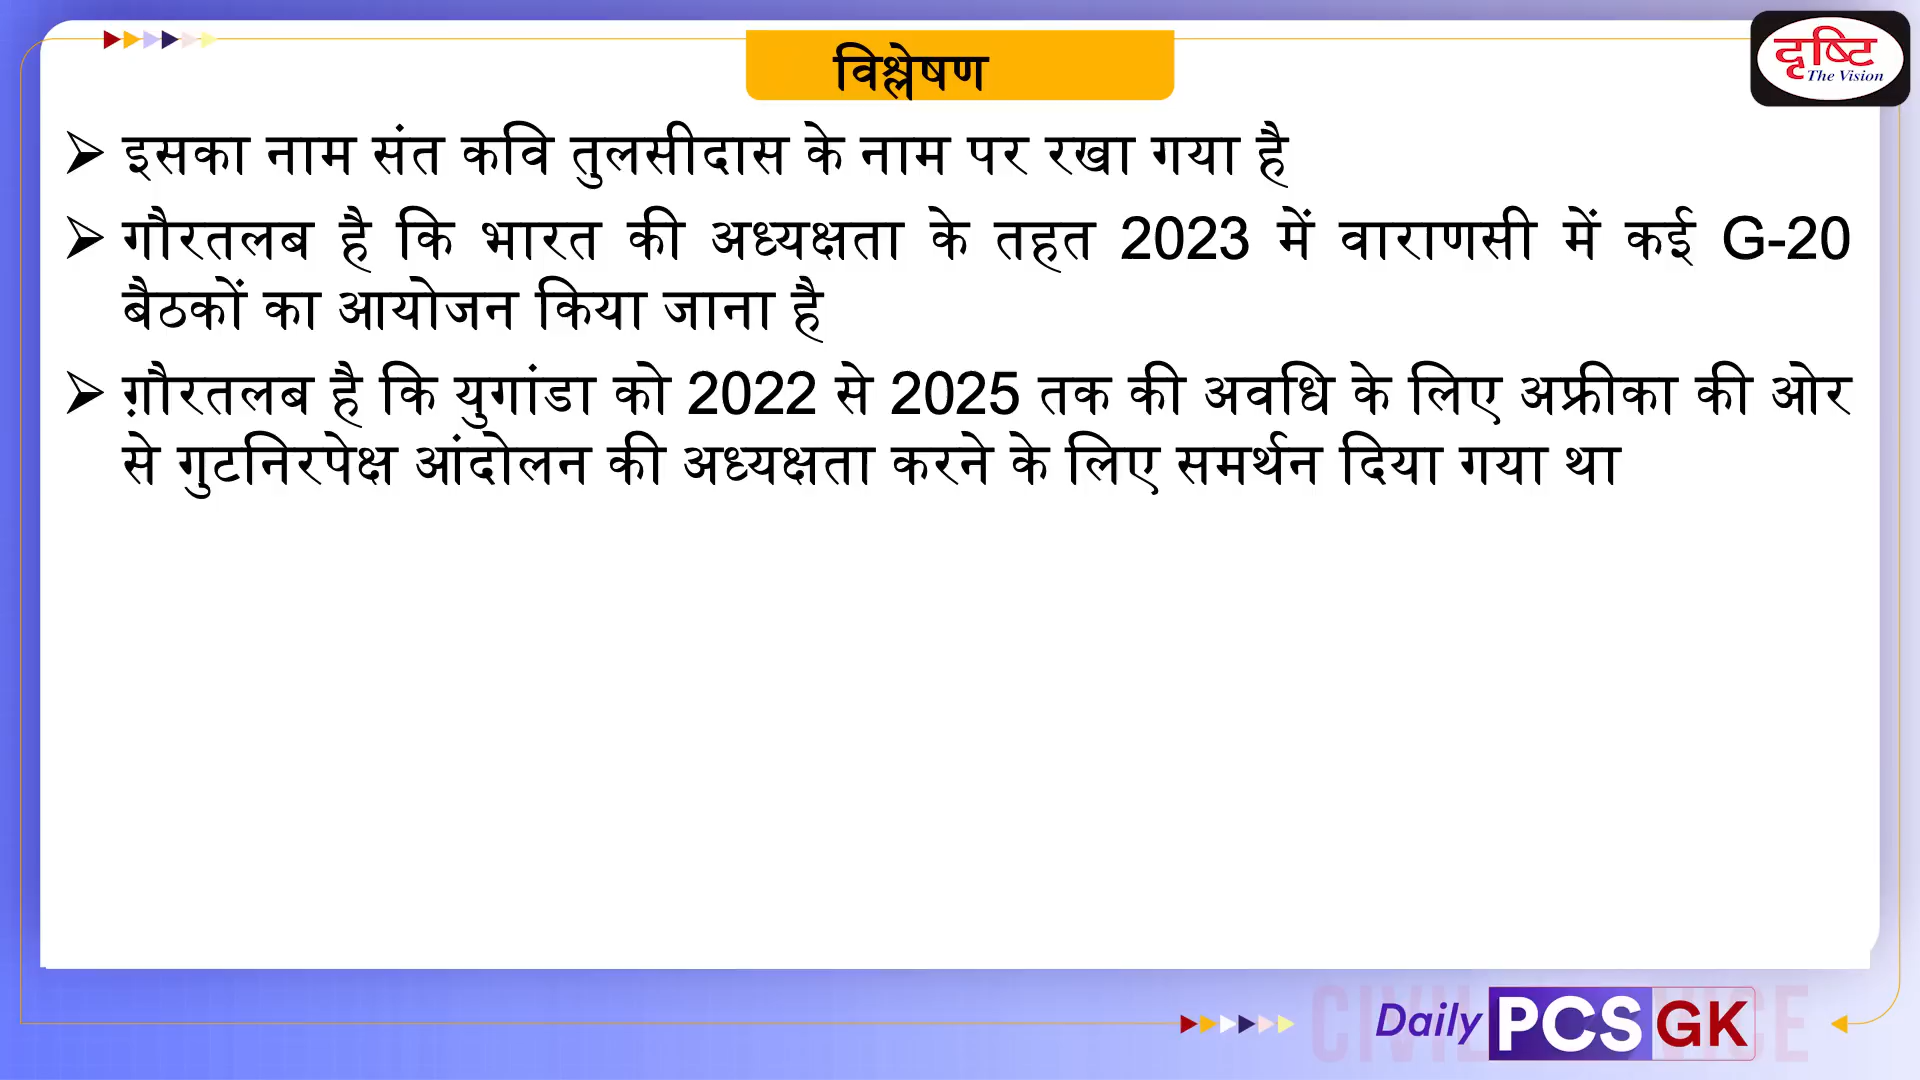 विश्लेषण
दृष्टि
The Vision
➢ इसका नाम संत कवि तुलसीदास के नाम पर रखा गया है
➢ गौरतलब है कि भारत की अध्यक्षता के तहत 2023 में वाराणसी में कई G-20
बैठकों का आयोजन किया जाना है
➢ ग़ौरतलब है कि युगांडा को 2022 से 2025 तक की अवधि के लिए अफ्रीका की ओर
से गुटनिरपेक्ष आंदोलन की अध्यक्षता करने के लिए समर्थन दिया गया था
Daily PCS GK